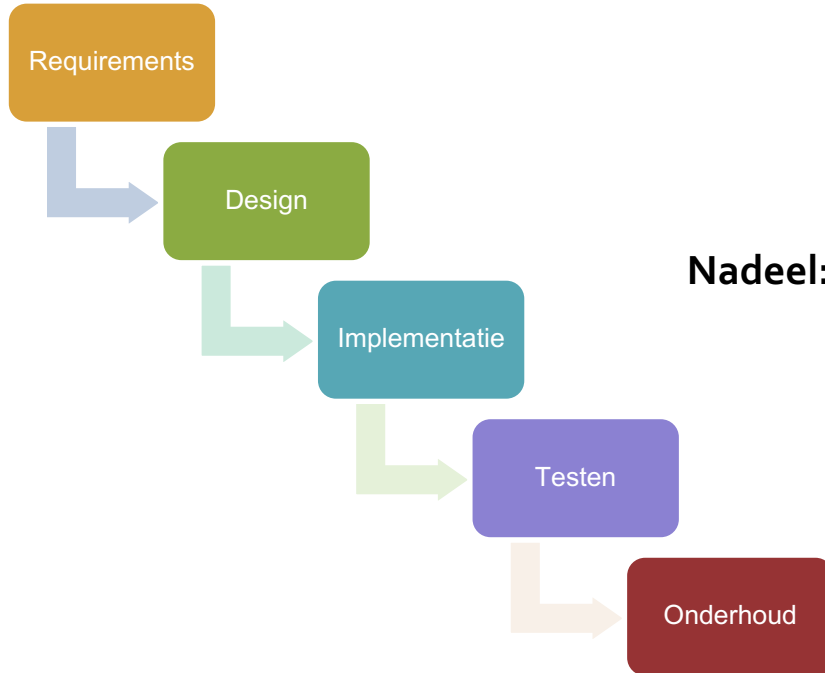 Requirements
Design
Nadeel:
Implementatie
Testen
Onderhoud